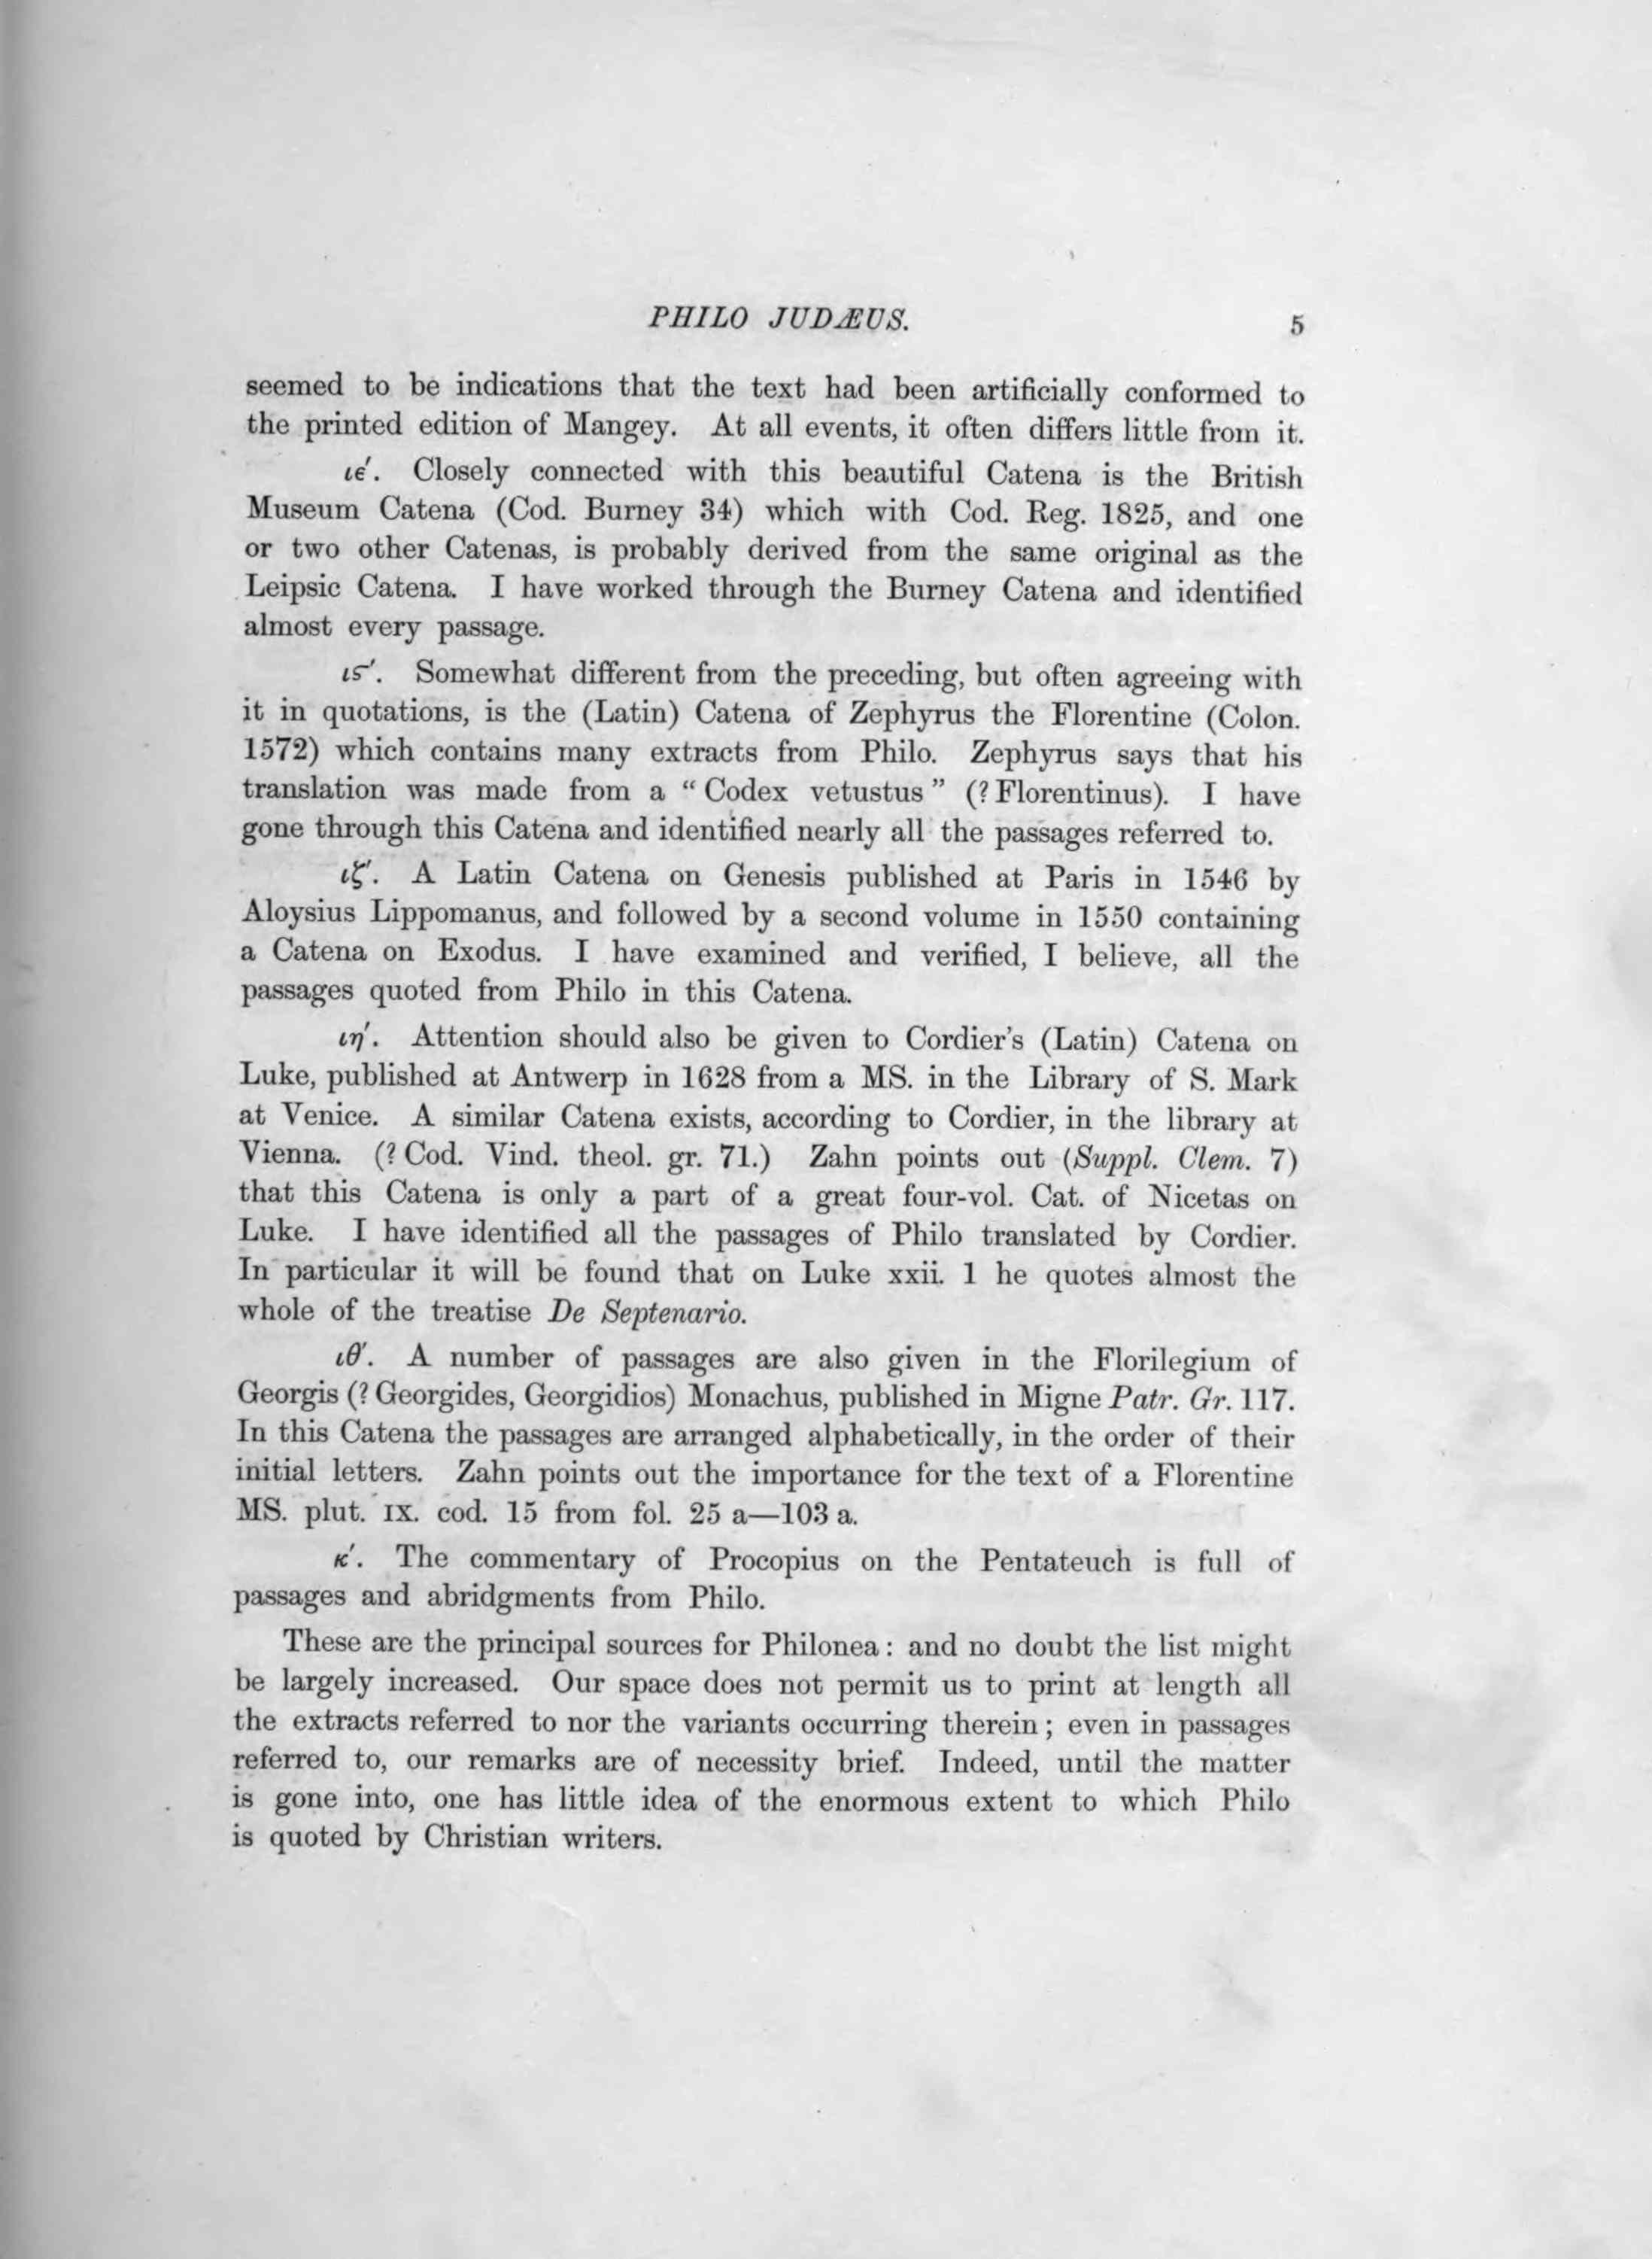 PHILO JUDÆUS. 5
seemed to be indications that the text had been artificially conformed to
the printed edition of Mangey. At all events, it often differs little from it.
ιε′. Closely connected with this beautiful Catena is the British
Museum Catena (Cod. Burney 34) which with Cod. Reg. 1825, and one
or two other Catenas, is probably derived from the same original as the
Leipsic Catena. I have worked through the Burney Catena and identified
almost every passage.
ις′. Somewhat different from the preceding, but often agreeing with
it in quotations, is the (Latin) Catena of Zephyrus the Florentine (Colon.
1572) which contains many extracts from Philo. Zephyrus says that his
translation was made from a “Codex vetustus” (? Florentinus). I have
gone through this Catena and identified nearly all the passages referred to.
ιζ′. A Latin Catena on Genesis published at Paris in 1546 by
Aloysius Lippomanus, and followed by a second volume in 1550 containing
a Catena on Exodus. I have examined and verified, I believe, all the
passages quoted from Philo in this Catena.
ιη′. Attention should also be given to Cordier’s (Latin) Catena on
Luke, published at Antwerp in 1628 from a MS. in the Library of S. Mark
at Venice. A similar Catena exists, according to Cordier, in the library at
Vienna. (? Cod. Vind. theol. gr. 71.) Zahn points out (Suppl. Clem. 7)
that this Catena is only a part of a great four-vol. Cat. of Nicetas on
Luke. I have identified all the passages of Philo translated by Cordier.
In particular it will be found that on Luke xxii. 1 he quotes almost the
whole of the treatise De Septenario.
ιθ′. A number of passages are also given in the Florilegium of
Georgis (? Georgides, Georgidios) Monachus, published in Migne Patr. Gr. 117.
In this Catena the passages are arranged alphabetically, in the order of their
initial letters. Zahn points out the importance for the text of a Florentine
MS. plut. IX. cod. 15 from fol. 25 a—103 a.
κ′. The commentary of Procopius on the Pentateuch is full of
passages and abridgments from Philo.
These are the principal sources for Philonea: and no doubt the list might
be largely increased. Our space does not permit us to print at length all
the extracts referred to nor the variants occurring therein; even in passages
referred to, our remarks are of necessity brief. Indeed, until the matter
is gone into, one has little idea of the enormous extent to which Philo
is quoted by Christian writers.